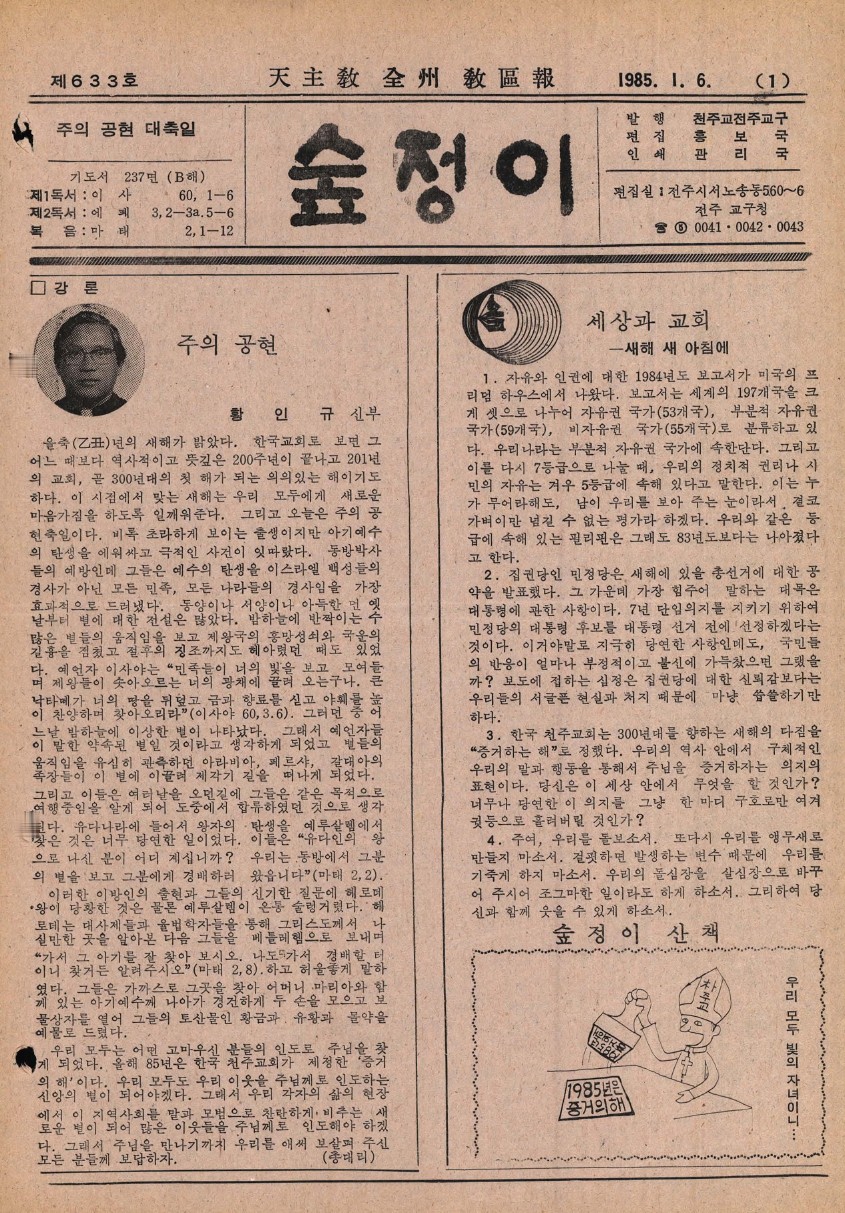 제633호
天主敎 全州 敎區報
1985. 1. 6.
(1)
주의 공현 대축일
기도서 237면 (B해)
제1독서 : 이 사 60, 1-6
제2독서 : 에 페 3, 2-3a. 5-6
복 음 : 마 태 2, 1-12
숲정이
발 행 천주교전주교구
편 집 홍 보 국
인 쇄 관 리 국
편집실 : 전주시서노송동560~6
전주 교구청
☎ ⑤ 0041・0042・0043
□ 강 론
주의 공현
황 인 규 신부
을축(乙丑)년의 새해가 밝았다. 한국교회로 보면 그
어느 때보다 역사적이고 뜻깊은 200주년이 끝나고 201년
의 교회, 곧 300년대의 첫 해가 되는 의의있는 해이기도
하다. 이 시점에서 맞는 새해는 우리 모두에게 새로운
마음가짐을 하도록 일깨워준다. 그리고 오늘은 주의 공
현축일이다. 비록 초라하게 보이는 출생이지만 아기예수
의 탄생을 에워싸고 극적인 사건이 잇따랐다. 동방박사
들의 예방인데 그들은 예수의 탄생을 이스라엘 백성들의
경사가 아닌 모든 민족, 모든 나라들의 경사임을 가장
효과적으로 드러냈다. 동양이나 서양이나 아득한 먼 옛
날부터 별에 대한 전설은 많았다. 밤하늘에 반짝이는 수
많은 별들의 움직임을 보고 제왕국의 흥망성쇠와 국운의
길흉을 점쳤고 절후의 징조까지도 헤아렸던 때도 있었
다. 예언자 이사야는 “민족들이 너의 빛을 보고 모여들
며 제왕들이 솟아오르는 너의 광채에 끌려 오는구나. 큰
낙타떼가 너의 땅을 뒤덮고 금과 향료를 싣고 야훼를 높
이 찬양하며 찾아오리라”(이사야 60,3.6). 그러던 중 어
느날 밤하늘에 이상한 별이 나타났다. 그래서 예언자들
이 말한 약속된 별일 것이라고 생각하게 되었고 별들의
움직임을 유심히 관측하던 아라비아, 페르샤, 갈대아의
족장들이 이 별에 이끌려 제각기 길을 떠나게 되었다.
그리고 이들은 여러날을 오던길에 그들은 같은 목적으로
여행중임을 알게 되어 도중에서 합류하였던 것으로 생각
된다. 유다나라에 들어서 왕자의 탄생을 예루살렘에서
찾은 것은 너무 당연한 일이었다. 이들은 “유다인의 왕
으로 나신 분이 어디 계십니까? 우리는 동방에서 그분
의 별을 보고 그분에게 경배하러 왔읍니다”(마태 2,2).
이러한 이방인의 출현과 그들의 신기한 질문에 헤로데
왕이 당황한 것은 물론 예루살렘이 온통 술렁거렸다. 헤
로데는 대사제들과 율법학자들을 통해 그리스도께서 나
실만한 곳을 알아본 다음 그들을 베틀레헴으로 보내며
“가서 그 아기를 잘 찾아 보시오. 나도 가서 경배할 터
이니 찾거든 알려주시오”(마태 2,8).하고 허울좋게 말하
였다. 그들은 가까스로 그곳을 찾아 어머니 마리아와 함
께 있는 아기예수께 나아가 경건하게 두 손을 모으고 보
물상자를 열어 그들의 토산물인 황금과 유황과 몰약을
예물로 드렸다.
우리 모두는 어떤 고마우신 분들의 인도로 주님을 찾
게 되었다. 올해 85년은 한국 천주교회가 제정한 ‘증거
의 해’이다. 우리 모두도 우리 이웃을 주님께로 인도하는
신앙의 별이 되어야겠다. 그래서 우리 각자의 삶의 현장
에서 이 지역사회를 말과 모범으로 찬란하게 비추는 새
로운 별이 되어 많은 이웃들을 주님께로 인도해야 하겠
다. 그래서 주님을 만나기까지 우리를 애써 보살펴 주신
모든 분들께 보답하자. (총대리)
숲
세상과 교회
─새해 새 아침에
1. 자유와 인권에 대한 1984년도 보고서가 미국의 프
리덤 하우스에서 나왔다. 보고서는 세계의 197개국을 크
게 셋으로 나누어 자유권 국가(53개국), 부분적 자유권
국가(59개국), 비자유권 국가(55개국)로 분류하고 있
다. 우리나라는 부분적 자유권 국가에 속한단다. 그리고
이를 다시 7등급으로 나눌 때, 우리의 정치적 권리나 시
민의 자유는 겨우 5등급에 속해 있다고 말한다. 이는 누
가 무어라해도, 남이 우리를 보아 주는 눈이라서 결코
가벼이만 넘길 수 없는 평가라 하겠다. 우리와 같은 등
급에 속해 있는 필리핀은 그래도 83년도보다는 나아졌다
고 한다.
2. 집권당인 민정당은 새해에 있을 총선거에 대한 공
약을 발표했다. 그 가운데 가장 힘주어 말하는 대목은
대통령에 관한 사항이다. 7년 단임의지를 지키기 위하여
민정당의 대통령 후보를 대통령 선거 전에 선정하겠다는
것이다. 이거야말로 지극히 당연한 사항인데도, 국민들
의 반응이 얼마나 부정적이고 불신에 가득찼으면 그랬을
까? 보도에 접하는 심정은 집권당에 대한 신뢰감보다는
우리들의 서글픈 현실과 처지 때문에 마냥 씁쓸하기만
하다.
3. 한국 천주교회는 300년대를 향하는 새해의 다짐을
“증거하는 해”로 정했다. 우리의 역사 안에서 구체적인
우리의 말과 행동을 통해서 주님을 증거하자는 의지의
표현이다. 당신은 이 세상 안에서 무엇을 할 것인가?
너무나 당연한 이 의지를 그냥 한 마디 구호로만 여겨
귓등으로 흘려버릴 것인가?
4. 주여, 우리를 돌보소서. 또다시 우리를 앵무새로
만들지 마소서. 걸핏하면 발생하는 변수 때문에 우리를
기죽게 하지 마소서. 우리의 돌심장을 살심장으로 바꾸
어 주시어 조그마한 일이라도 하게 하소서. 그리하여 당
신과 함께 웃을 수 있게 하소서.
숲정이 산책
1985년은
증거의해
우리 모두 빛의 자녀이니…